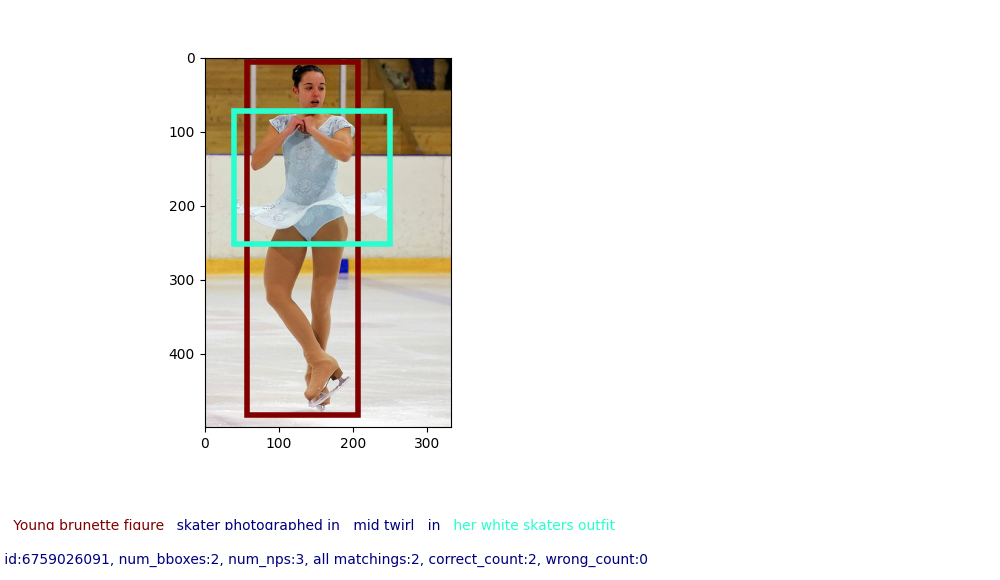 0
100
200
300
400
0 100 200 300
Young brunette figure skater photographed in mid twirl in her white skaters outfit
id:6759026091, num_bboxes:2, num_nps:3, all matchings:2, correct_count:2, wrong_count:0